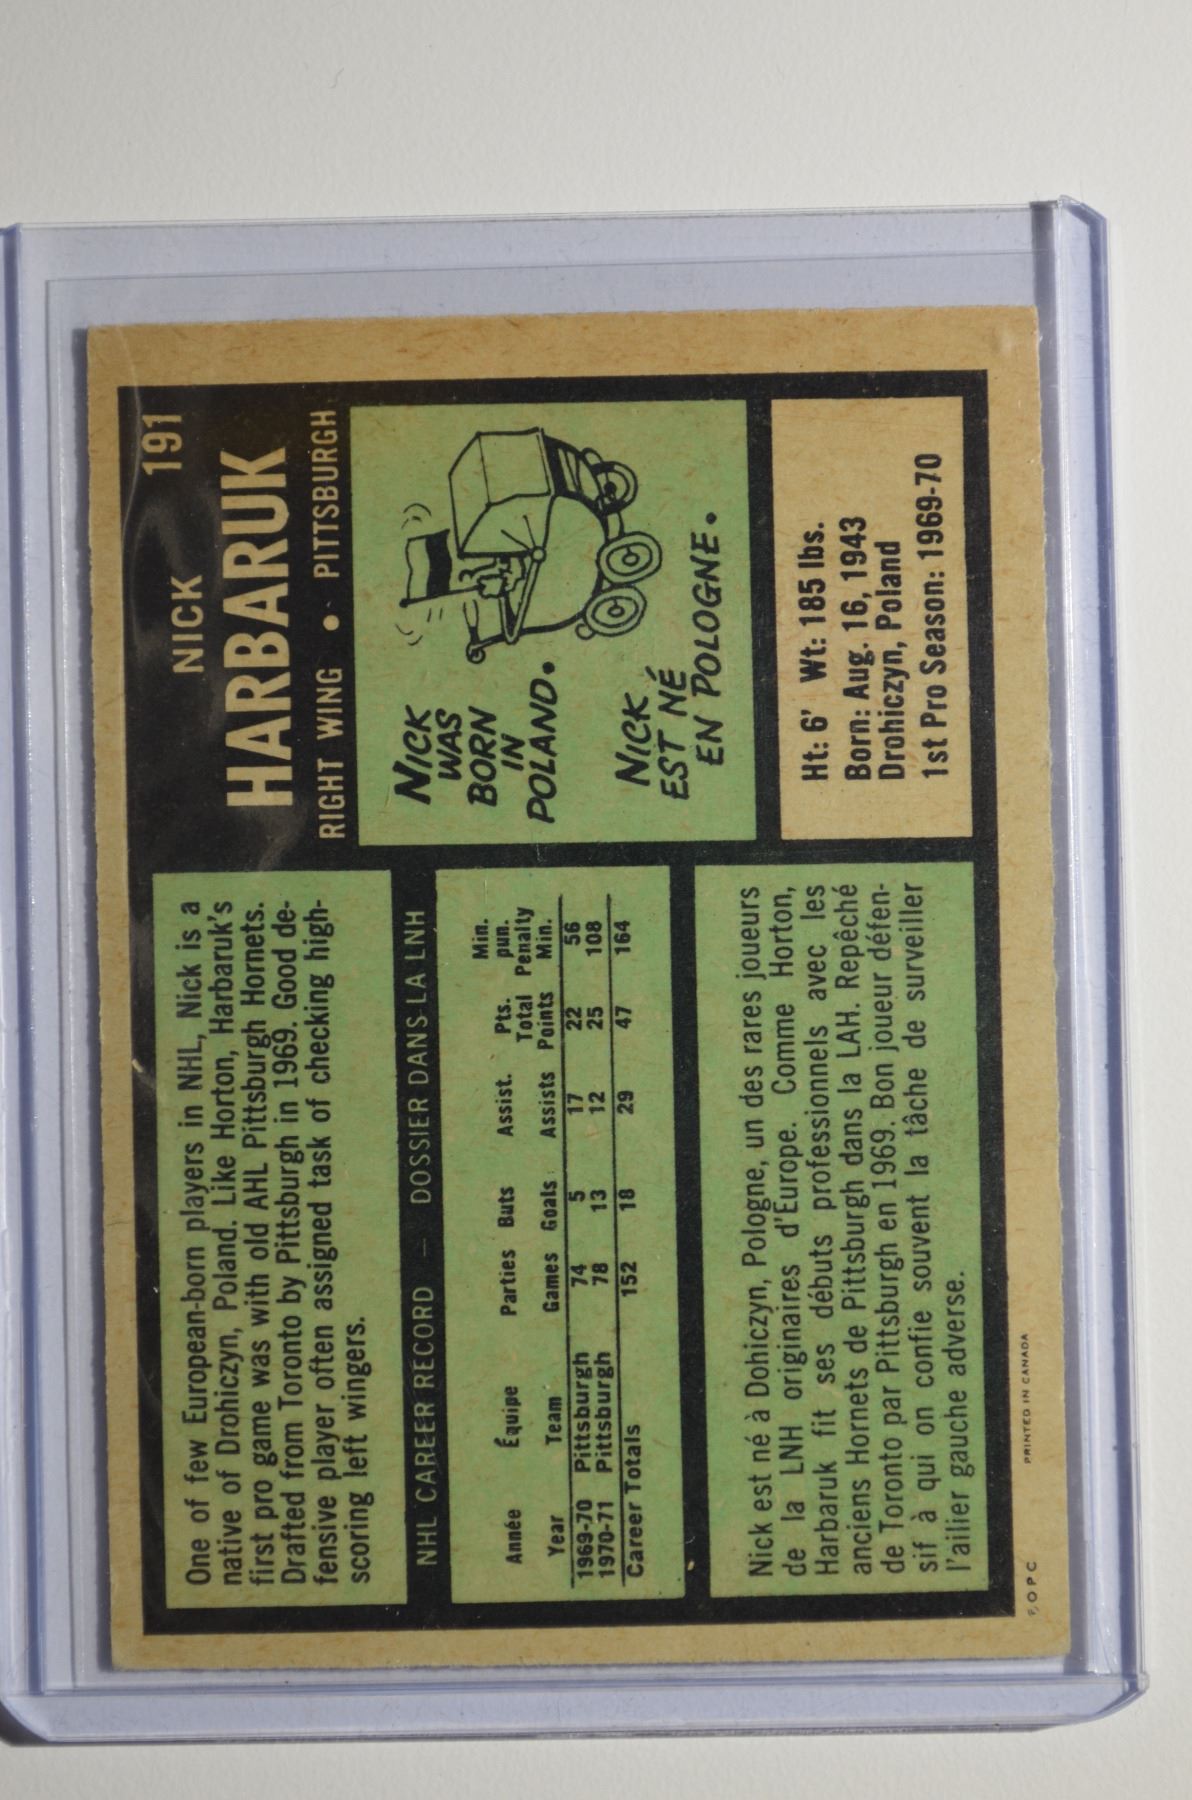 One of few European-born players in NHL, Nick is a
native of Drohiczyn, Poland. Like Horton, Harbaruk's
first pro game was with old AHL Pittsburgh Hornets.
Drafted from Toronto by Pittsburgh in 1969. Good de-
fensive player often assigned task of checking high-
scoring left wingers.
NHL CAREER RECORD — DOSSIER DANS LA LNH
Année Équipe Parties Buts Assist. Pts. Min. pun.
Year Team Games Goals Assists Total Points Penalty Min.
1969-70 Pittsburgh 74 5 17 22 56
1970-71 Pittsburgh 78 13 12 25 108
Career Totals 152 18 29 47 164
Nick est né à Dohiczyn, Pologne, un des rares joueurs
de la LNH originaires d'Europe. Comme Horton,
Harbaruk fit ses débuts professionnels avec les
anciens Hornets de Pittsburgh dans la LAH. Repêché
de Toronto par Pittsburgh en 1969. Bon joueur défen-
sif à qui on confie souvent la tâche de surveiller
l'ailier gauche adverse.
191
NICK
HARBARUK
RIGHT WING • PITTSBURGH
NICK
WAS
BORN
IN
POLAND.
NICK
EST NÉ
EN POLOGNE.
Ht: 6' Wt: 185 lbs.
Born: Aug. 16, 1943
Drohiczyn, Poland
1st Pro Season: 1969-70
OPC PRINTED IN CANADA